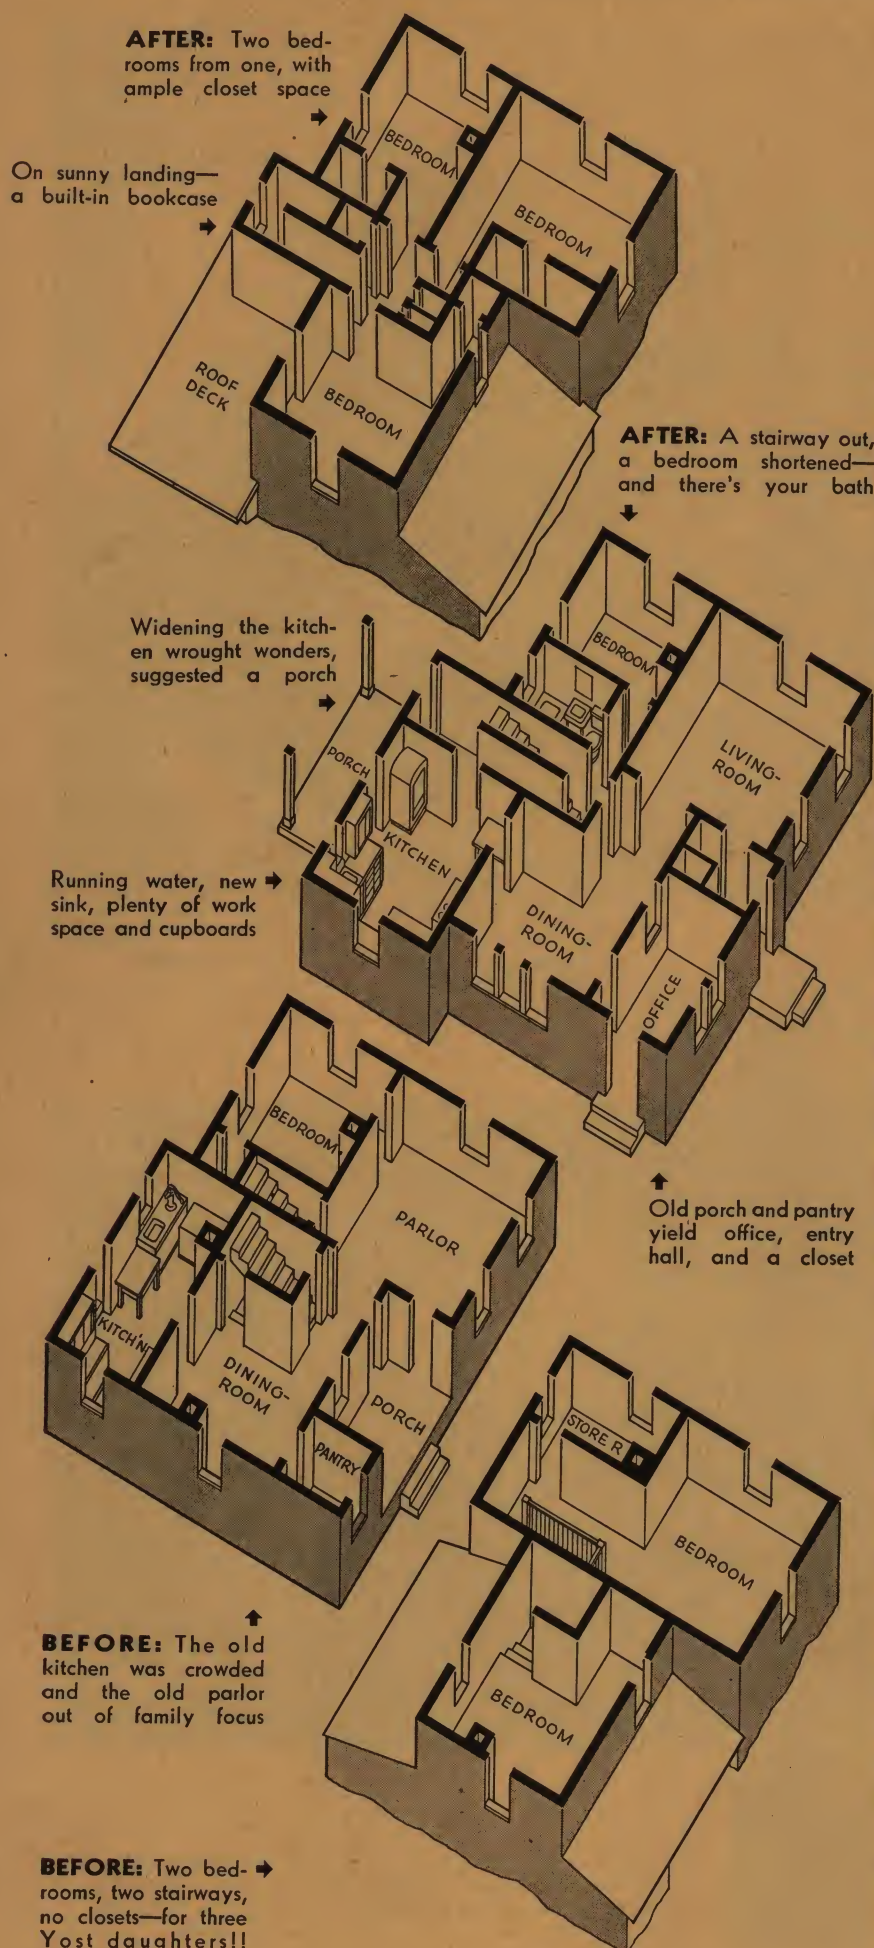 AFTER: Two bed-
rooms from one, with
ample closet space
On sunny landing—
a built-in bookcase
BEDROOM
BEDROOM
ROOF
DECK
BEDROOM
AFTER: A stairway out,
a bedroom shortened—
and there's your bath
Widening the kitch-
en wrought wonders,
suggested a porch
BEDROOM
LIVING-
ROOM
PORCH
KITCHEN
Running water, new
sink, plenty of work
space and cupboards
DINING-
ROOM
OFFICE
Old porch and pantry
yield office, entry
hall, and a closet
BEDROOM
PARLOR
KITCH'N
DINING-
ROOM
PORCH
PANTRY
STORE R
BEDROOM
BEDROOM
BEFORE: The old
kitchen was crowded
and the old parlor
out of family focus
BEFORE: Two bed-
rooms, two stairways,
no closets—for three
Yost daughters!!